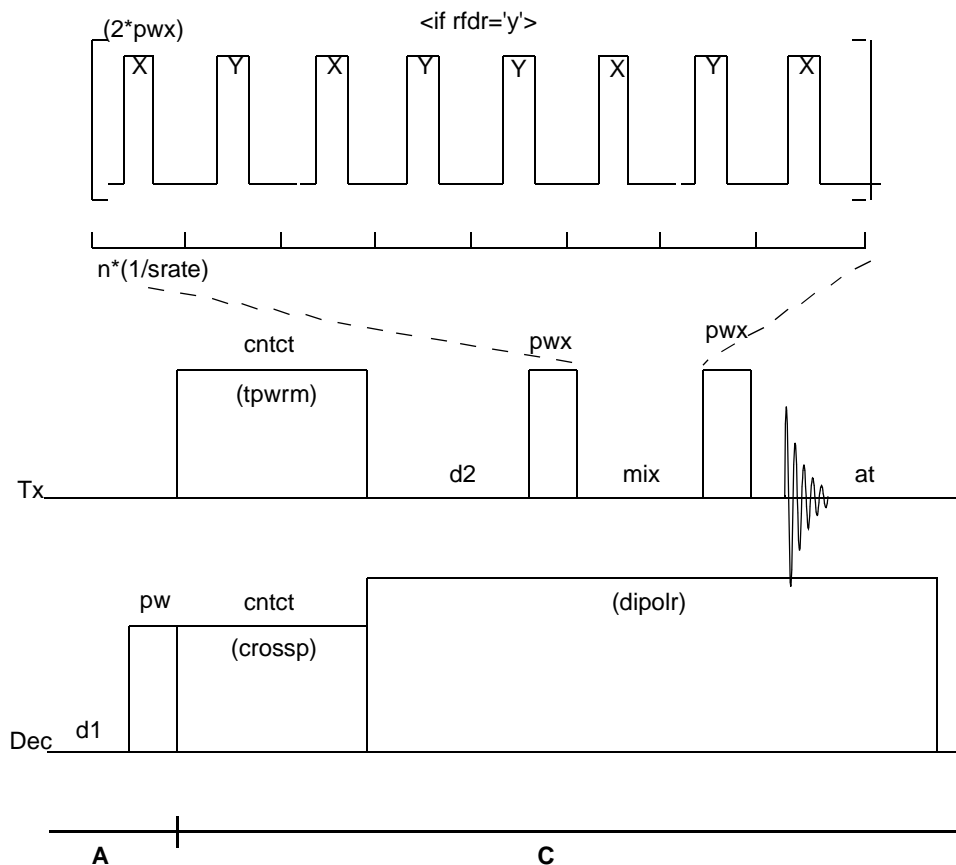 (2*pwx) <if rfdr='y'>
X Y X Y Y X Y X
n*(1/srate)
cntct pwx pwx
(tpwrm)
Tx d2 mix at
pw cntct (dipolr)
(crossp)
Dec d1
A C